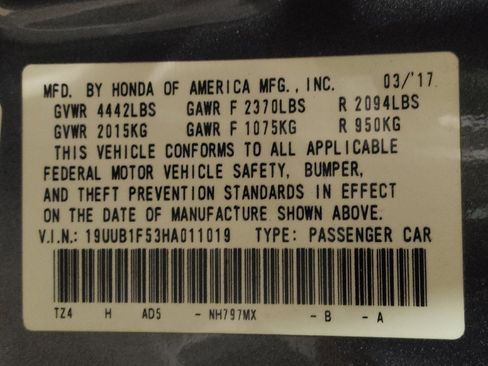 MFD. BY HONDA OF AMERICA MFG., INC. 03/'17
GVWR 4442LBS GAWR F 2370LBS R 2094LBS
GVWR 2015KG GAWR F 1075KG R 950KG
THIS VEHICLE CONFORMS TO ALL APPLICABLE
FEDERAL MOTOR VEHICLE SAFETY, BUMPER,
AND THEFT PREVENTION STANDARDS IN EFFECT
ON THE DATE OF MANUFACTURE SHOWN ABOVE.
V.I.N.: 19UUB1F53HA011019 TYPE: PASSENGER CAR
TZ4 H AD5 - NH797MX - B - A